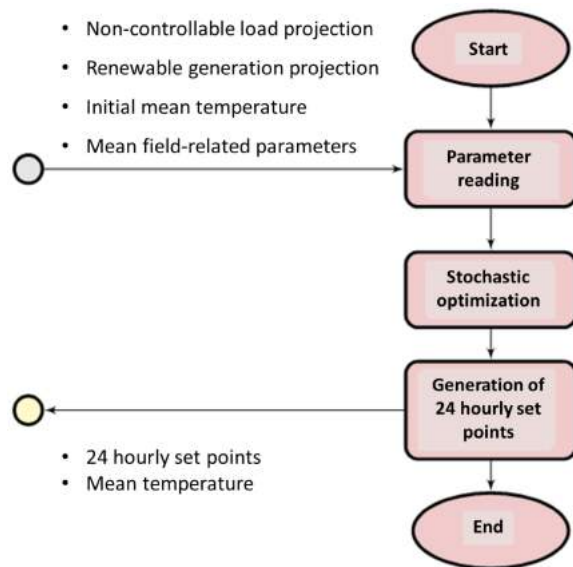 • Non-controllable load projection
• Renewable generation projection
• Initial mean temperature
• Mean field-related parameters
Start
Parameter
reading
Stochastic
optimization
Generation of
24 hourly set
points
• 24 hourly set points
• Mean temperature
End